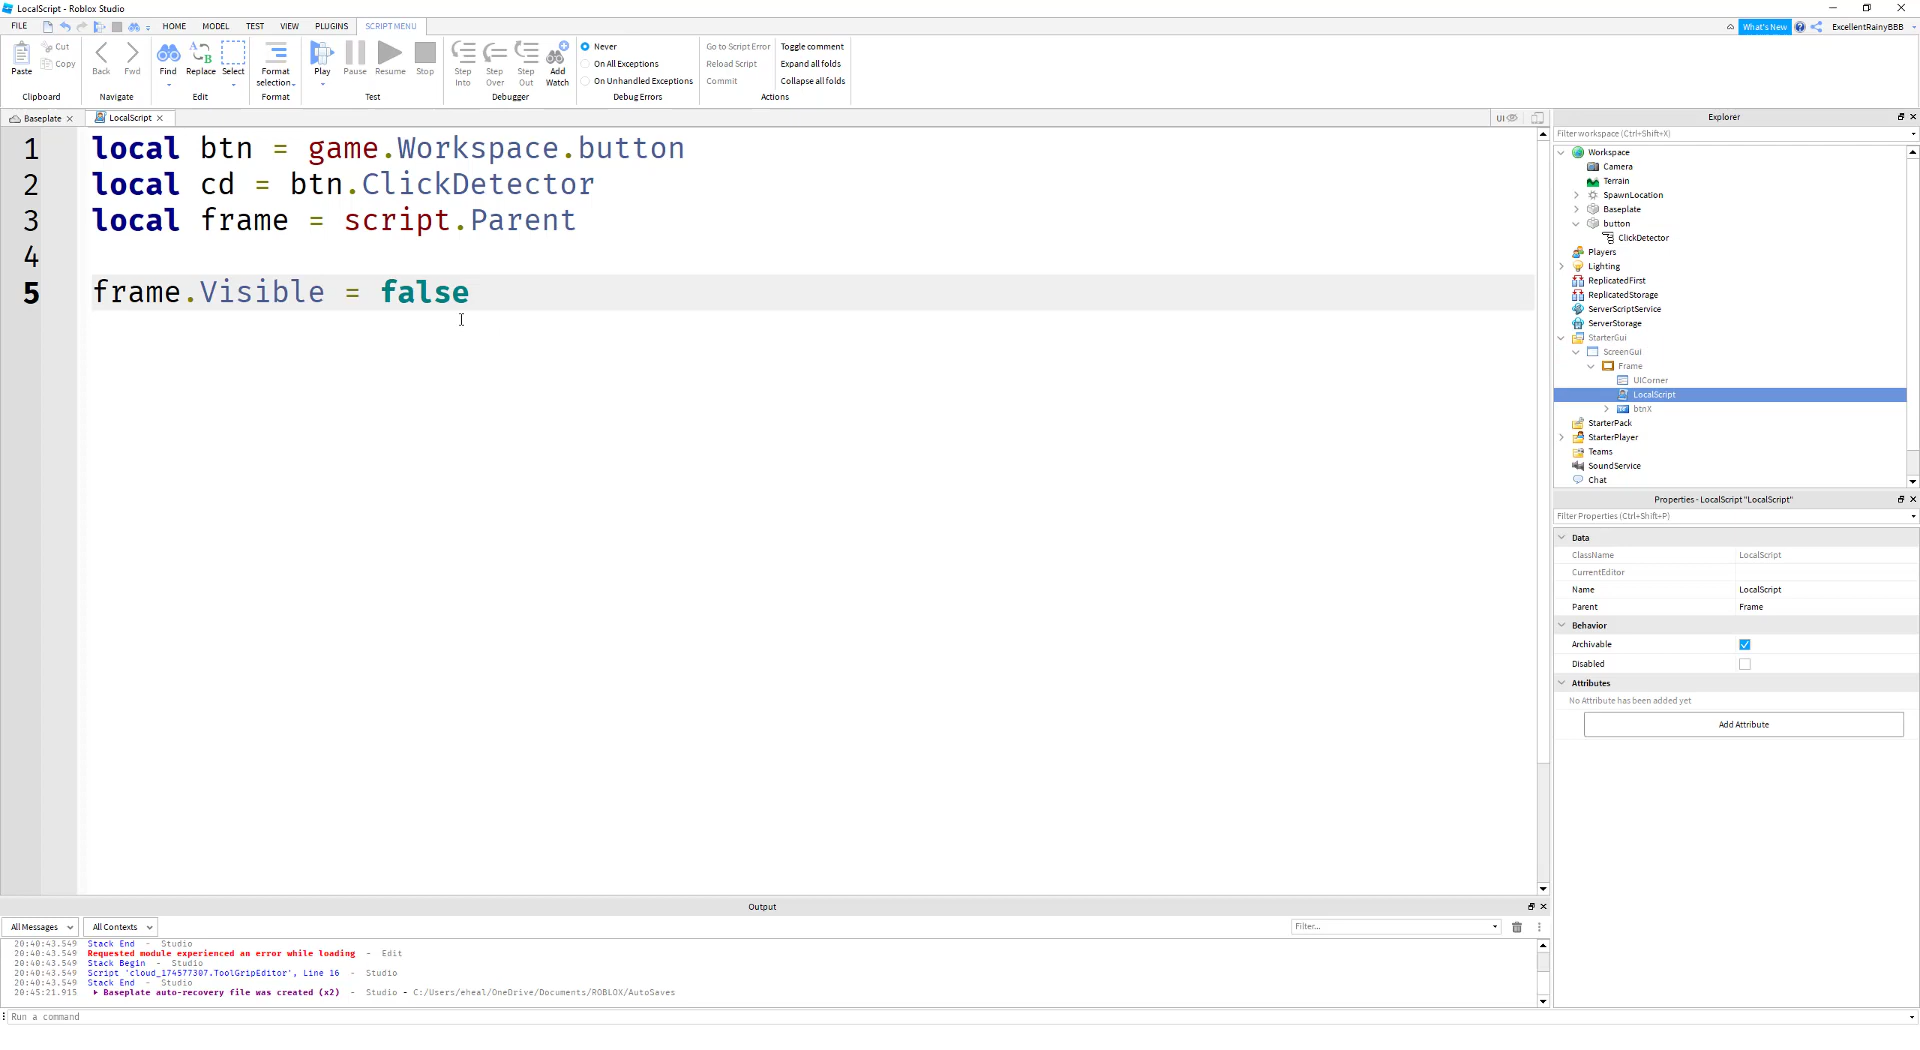 LocalScript - Roblox Studio
FILE HOME MODEL TEST VIEW PLUGINS SCRIPT MENU What's New ExcellentRainyBBB
Paste Cut Copy Back Fwd Find Replace Select Format selection Play Pause Resume Stop Step Into Step Over Step Out Add Watch
Never Go to Script Error Toggle comment
On All Exceptions Reload Script Expand all folds
On Unhandled Exceptions Commit Collapse all folds
Clipboard Navigate Edit Format Test Debugger Debug Errors Actions
Baseplate LocalScript UI
1 local btn = game.Workspace.button
2 local cd = btn.ClickDetector
3 local frame = script.Parent
4
5 frame.Visible = false
Explorer
Filter workspace (Ctrl+Shift+X)
Workspace
Camera
Terrain
SpawnLocation
Baseplate
button
ClickDetector
Players
Lighting
ReplicatedFirst
ReplicatedStorage
ServerScriptService
ServerStorage
StarterGui
ScreenGui
Frame
UICorner
LocalScript
btnX
StarterPack
StarterPlayer
Teams
SoundService
Chat
Properties - LocalScript "LocalScript"
Filter Properties (Ctrl+Shift+P)
Data
ClassName LocalScript
CurrentEditor
Name LocalScript
Parent Frame
Behavior
Archivable
Disabled
Attributes
No Attribute has been added yet
Add Attribute
Output
All Messages All Contexts Filter...
20:40:43.549 Stack End - Studio
20:40:43.549 Requested module experienced an error while loading - Edit
20:40:43.549 Stack Begin - Studio
20:40:43.549 Script 'cloud_174577307.ToolGripEditor', Line 16 - Studio
20:40:43.549 Stack End - Studio
20:45:21.915 Baseplate auto-recovery file was created (x2) - Studio - C:/Users/eheal/OneDrive/Documents/ROBLOX/AutoSaves
Run a command